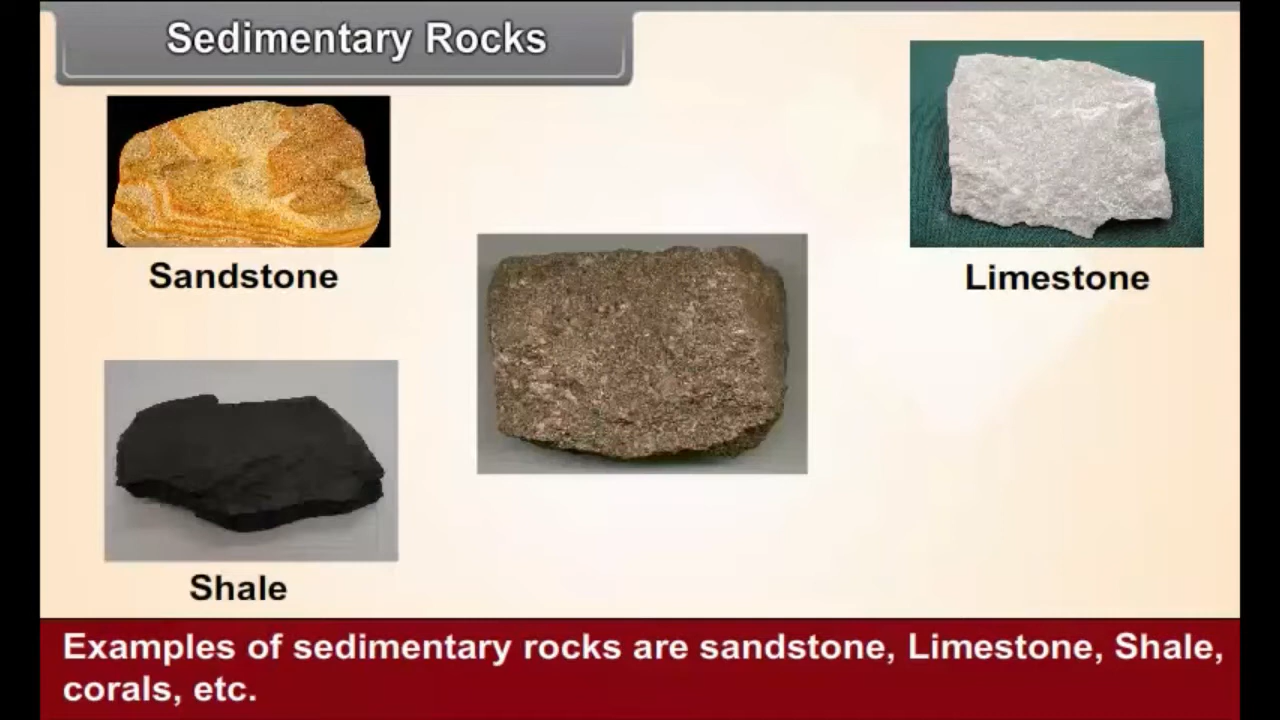 Sedimentary Rocks
Sandstone
Limestone
Shale
Examples of sedimentary rocks are sandstone, Limestone, Shale,
corals, etc.